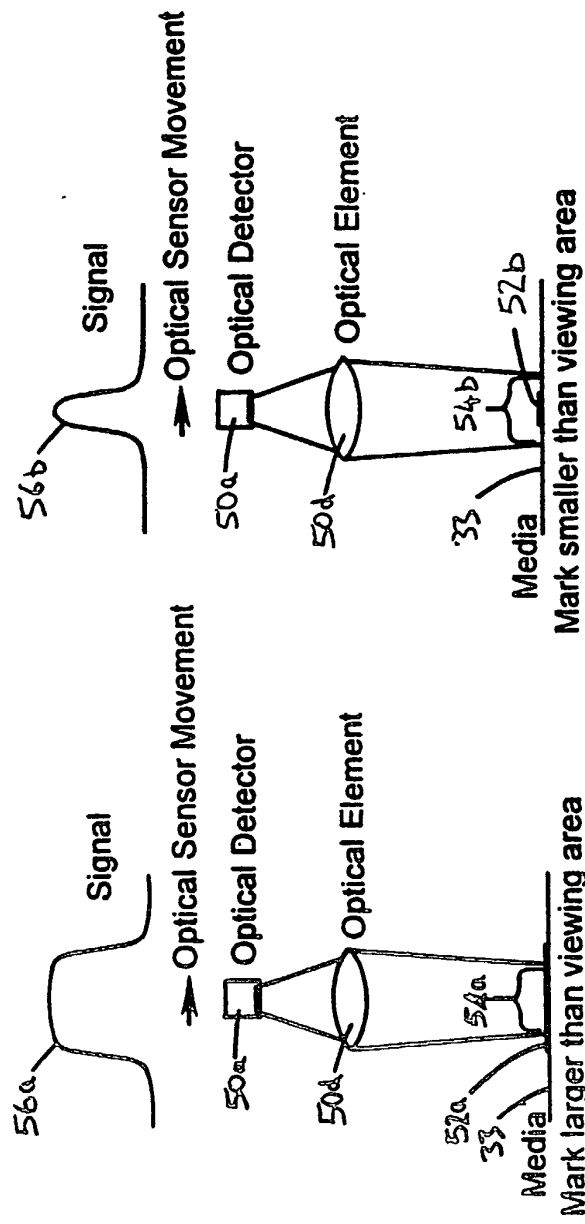 56a
Signal
Optical Sensor Movement
50a
Optical Detector
50d
Optical Element
54a
52a
33
Media
Mark larger than viewing area
56b
Signal
Optical Sensor Movement
50a
Optical Detector
50d
Optical Element
54b
33
52b
Media
Mark smaller than viewing area